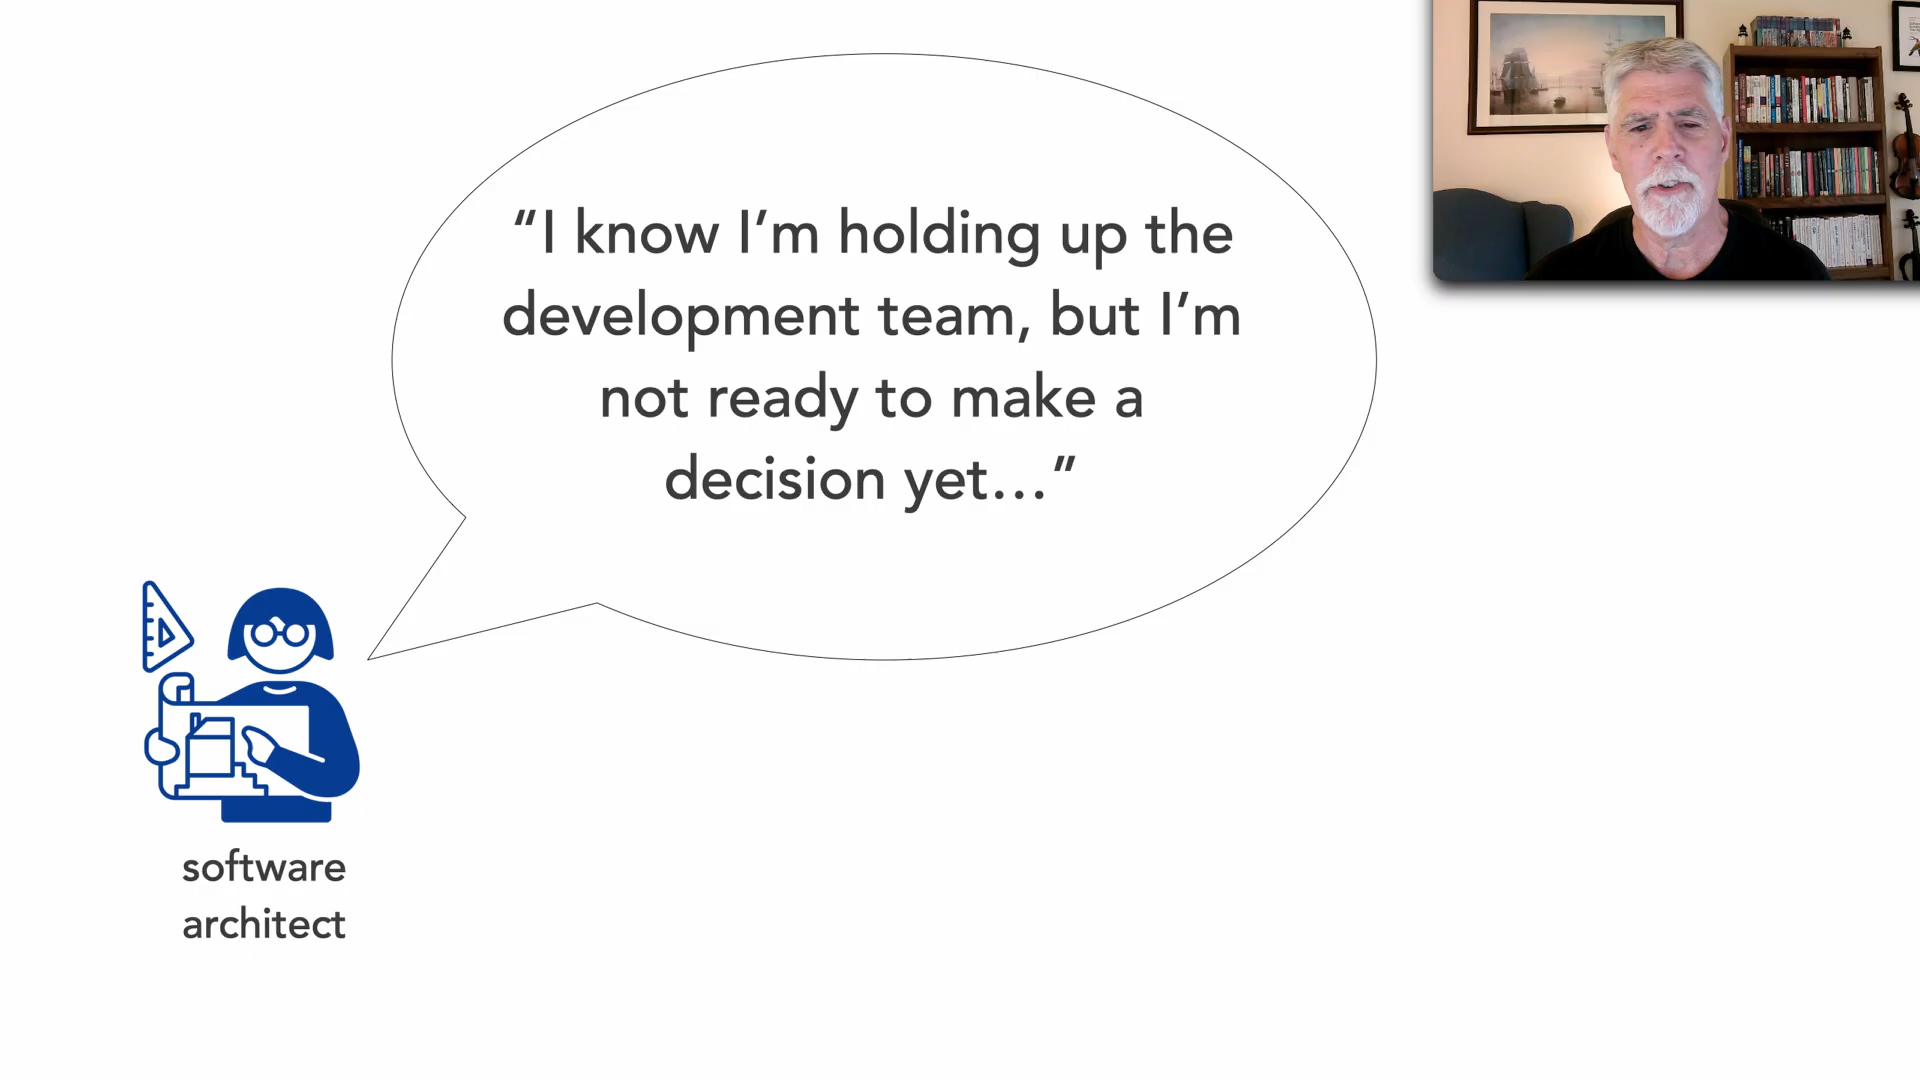 “I know I’m holding up the
development team, but I’m
not ready to make a
decision yet…”
software
architect